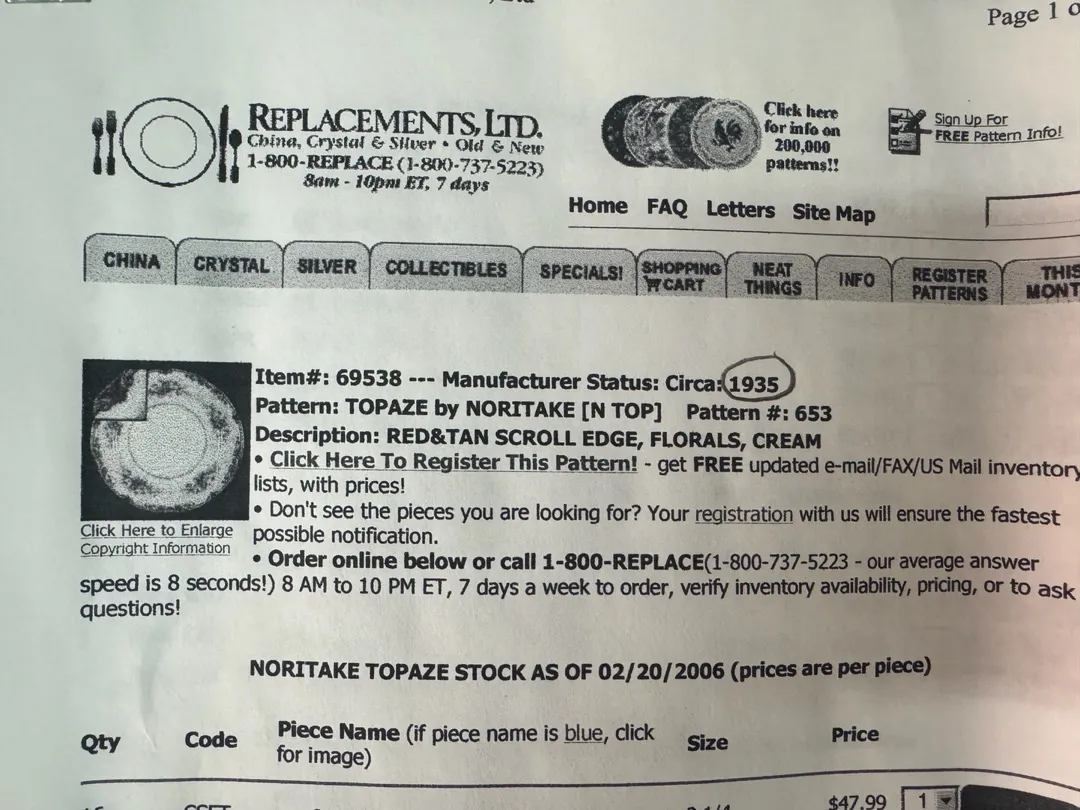 Page 1 o
REPLACEMENTS, LTD.
China, Crystal & Silver • Old & New
1-800-REPLACE (1-800-737-5223)
8am - 10pm ET, 7 days
Click here
for info on
200,000
patterns!!
Sign Up For
FREE Pattern Info!
Home FAQ Letters Site Map
CHINA CRYSTAL SILVER COLLECTIBLES SPECIALS! SHOPPING CART NEAT THINGS INFO REGISTER PATTERNS THIS MONT
Item#: 69538 --- Manufacturer Status: Circa: 1935
Pattern: TOPAZE by NORITAKE [N TOP] Pattern #: 653
Description: RED&TAN SCROLL EDGE, FLORALS, CREAM
• Click Here To Register This Pattern! - get FREE updated e-mail/FAX/US Mail inventory
lists, with prices!
• Don't see the pieces you are looking for? Your registration with us will ensure the fastest
possible notification.
Click Here to Enlarge
Copyright Information
• Order online below or call 1-800-REPLACE(1-800-737-5223 - our average answer
speed is 8 seconds!) 8 AM to 10 PM ET, 7 days a week to order, verify inventory availability, pricing, or to ask
questions!
NORITAKE TOPAZE STOCK AS OF 02/20/2006 (prices are per piece)
Qty Code Piece Name (if piece name is blue, click
for image) Size Price
$47.99 1